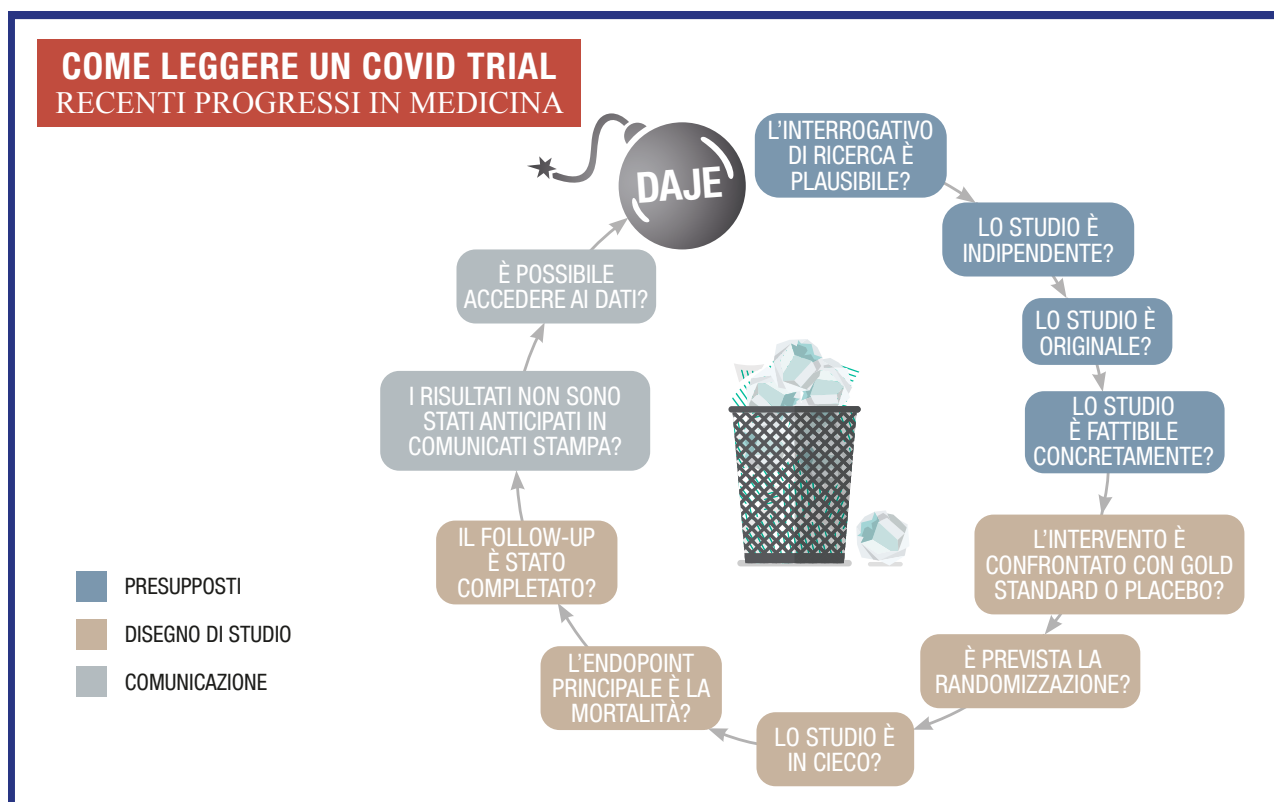 COME LEGGERE UN COVID TRIAL
RECENTI PROGRESSI IN MEDICINA
DAJE
L'INTERROGATIVO
DI RICERCA È
PLAUSIBILE?
LO STUDIO È
INDIPENDENTE?
LO STUDIO È
ORIGINALE?
LO STUDIO
È FATTIBILE
CONCRETAMENTE?
L'INTERVENTO È
CONFRONTATO CON GOLD
STANDARD O PLACEBO?
È PREVISTA LA
RANDOMIZZAZIONE?
LO STUDIO È
IN CIECO?
L'ENDOPOINT
PRINCIPALE È LA
MORTALITÀ?
IL FOLLOW-UP
È STATO
COMPLETATO?
I RISULTATI NON SONO
STATI ANTICIPATI IN
COMUNICATI STAMPA?
È POSSIBILE
ACCEDERE AI DATI?
PRESUPPOSTI
DISEGNO DI STUDIO
COMUNICAZIONE